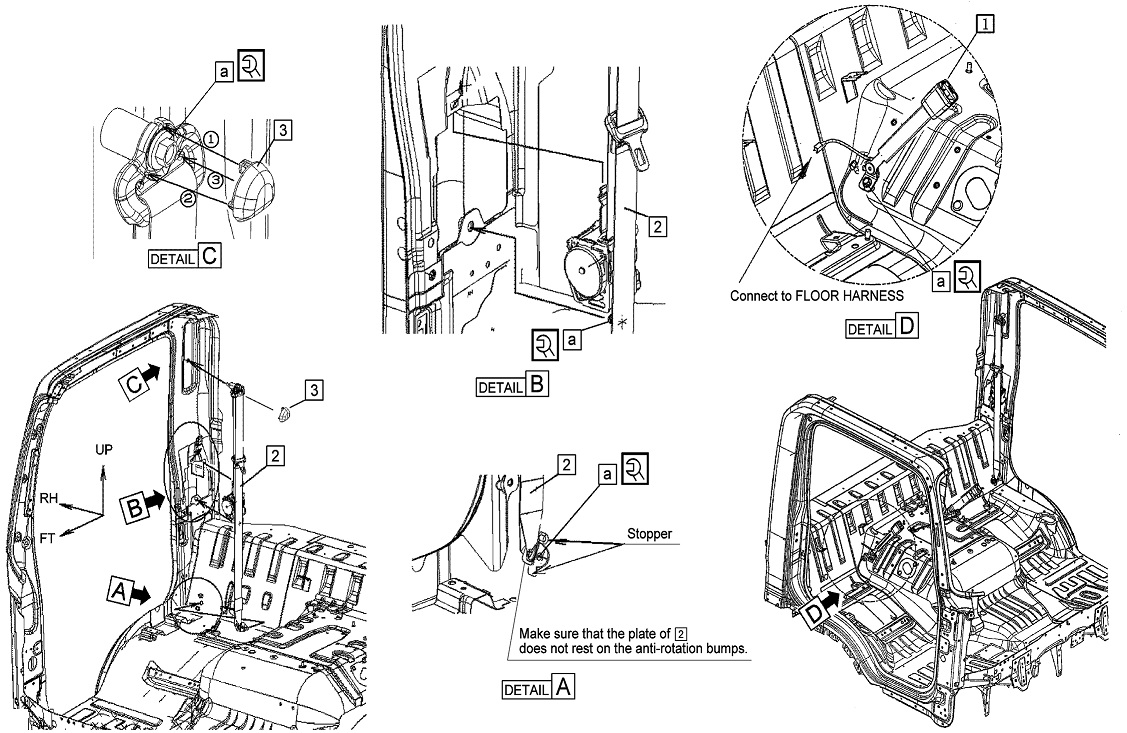 a
①
3
③
②
DETAIL C
2
a
DETAIL B
1
Connect to FLOOR HARNESS
a
DETAIL D
C
3
UP
2
RH
B
FT
A
2
a
Stopper
Make sure that the plate of 2
does not rest on the anti-rotation bumps.
DETAIL A
D